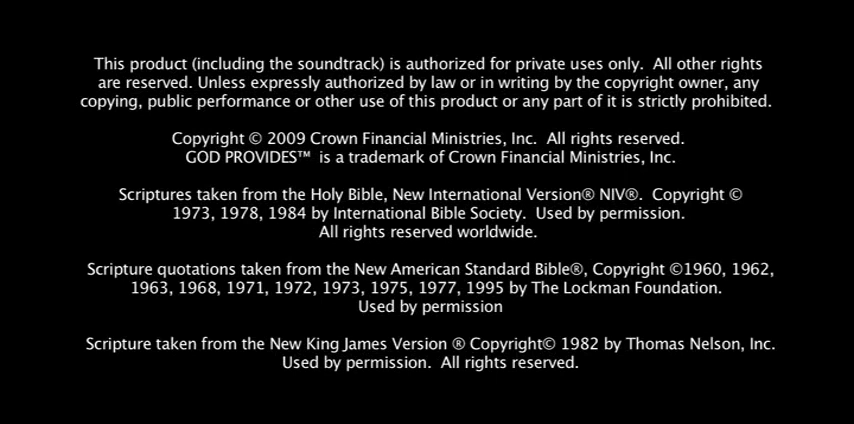 This product (including the soundtrack) is authorized for private uses only.  All other rights
are reserved. Unless expressly authorized by law or in writing by the copyright owner, any
copying, public performance or other use of this product or any part of it is strictly prohibited.
Copyright © 2009 Crown Financial Ministries, Inc.  All rights reserved.
GOD PROVIDES™  is a trademark of Crown Financial Ministries, Inc.
Scriptures taken from the Holy Bible, New International Version® NIV®.  Copyright ©
1973, 1978, 1984 by International Bible Society.  Used by permission.
All rights reserved worldwide.
Scripture quotations taken from the New American Standard Bible®, Copyright ©1960, 1962,
1963, 1968, 1971, 1972, 1973, 1975, 1977, 1995 by The Lockman Foundation.
Used by permission
Scripture taken from the New King James Version ® Copyright© 1982 by Thomas Nelson, Inc.
Used by permission.  All rights reserved.